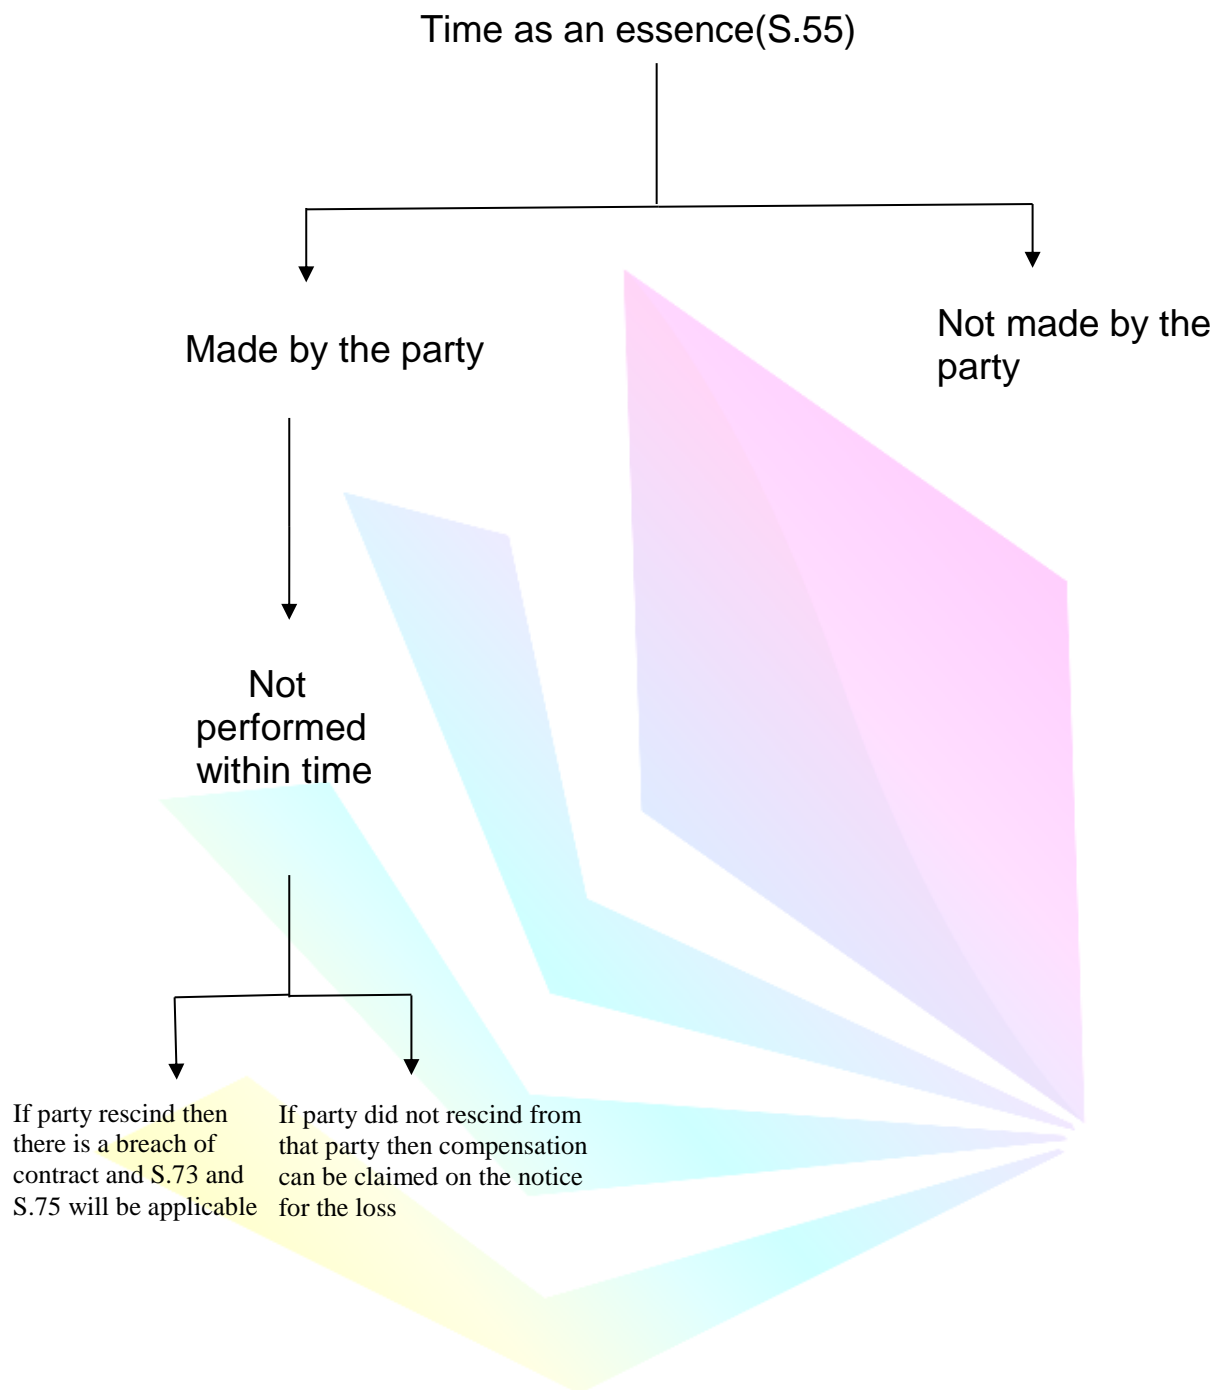 Time as an essence(S.55)
Made by the party
Not made by the
party
Not
performed
within time
If party rescind then
there is a breach of
contract and S.73 and
S.75 will be applicable
If party did not rescind from
that party then compensation
can be claimed on the notice
for the loss